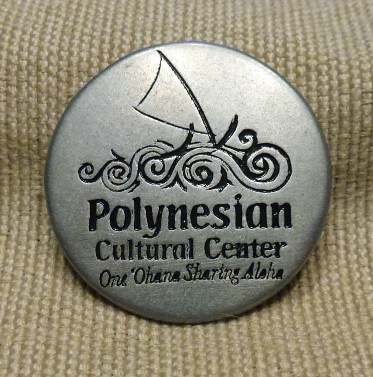 Polynesian
Cultural Center
One 'Ohana Sharing Aloha